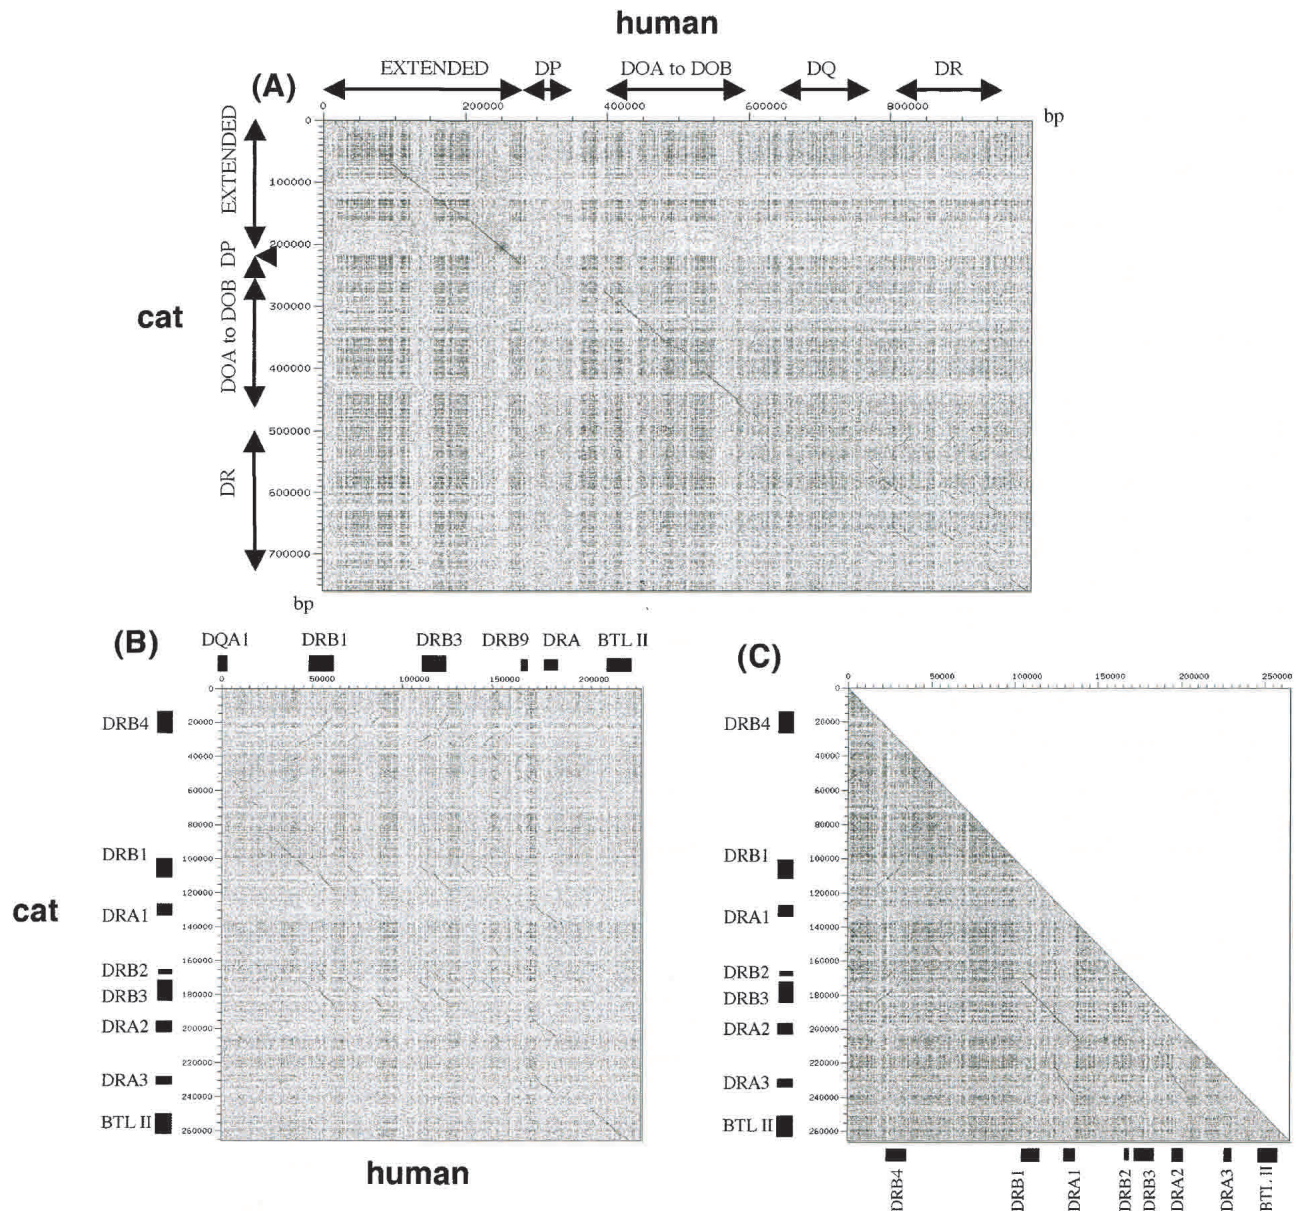 human
(A)
EXTENDED DP DOA to DOB DQ DR
0 200000 400000 600000 800000 bp
cat
EXTENDED
DP
DOA to DOB
DR
0
100000
200000
300000
400000
500000
600000
700000
bp
(B)
DQA1 DRB1 DRB3 DRB9 DRA BTL II
0 50000 100000 150000 200000
cat
DRB4
DRB1
DRA1
DRB2
DRB3
DRA2
DRA3
BTL II
0
20000
40000
60000
80000
100000
120000
140000
160000
180000
200000
220000
240000
260000
human
(C)
0 50000 100000 150000 200000 250000
DRB4
DRB1
DRA1
DRB2
DRB3
DRA2
DRA3
BTL II
0
20000
40000
60000
80000
100000
120000
140000
160000
180000
200000
220000
240000
260000
DRB4 DRB1 DRA1 DRB2 DRB3 DRA2 DRA3 BTL II